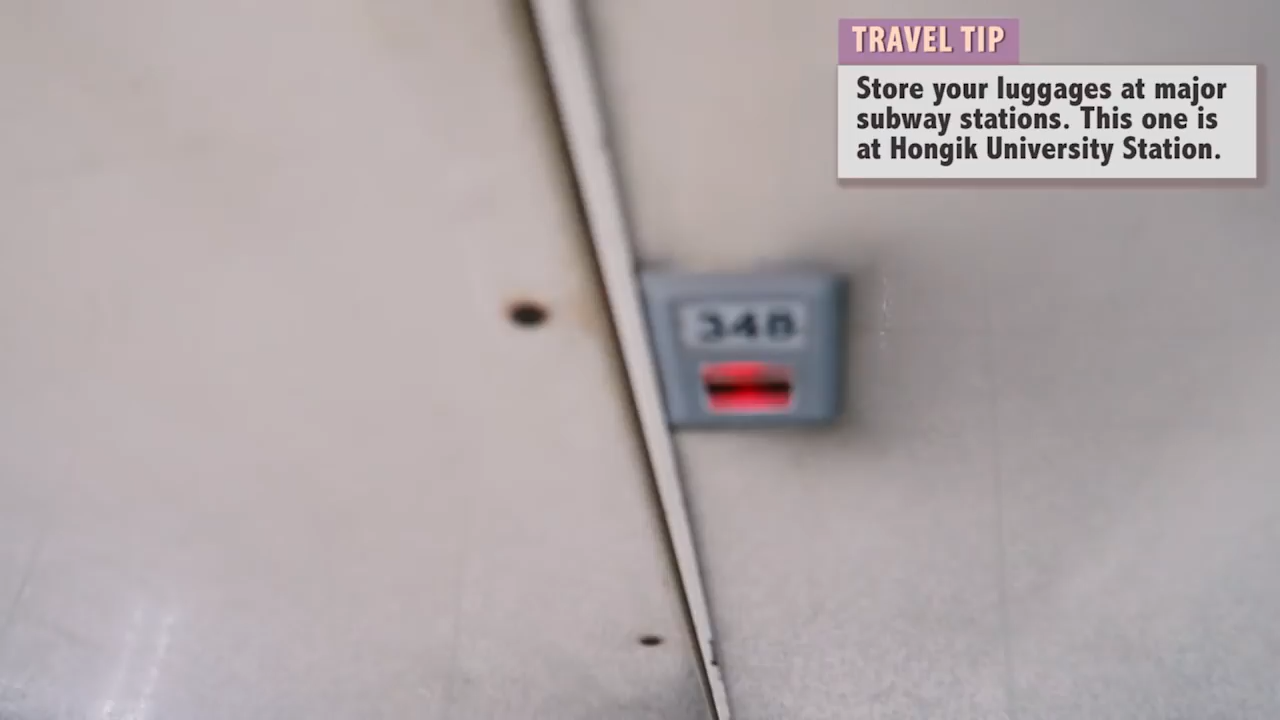 TRAVEL TIP
Store your luggages at major
subway stations. This one is
at Hongik University Station.